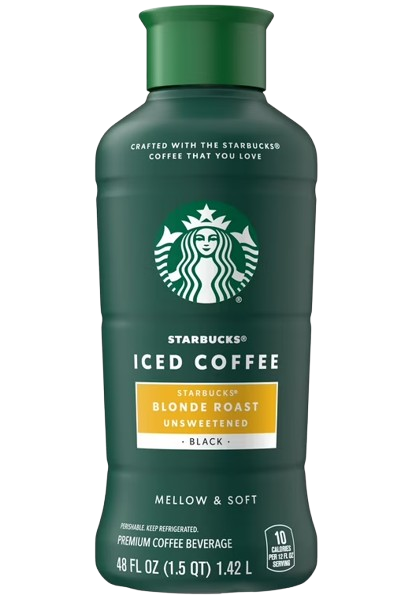 CRAFTED WITH THE STARBUCKS®
COFFEE THAT YOU LOVE
®
STARBUCKS®
ICED COFFEE
STARBUCKS®
BLONDE ROAST
UNSWEETENED
· BLACK ·
MELLOW & SOFT
PERISHABLE. KEEP REFRIGERATED.
PREMIUM COFFEE BEVERAGE
48 FL OZ (1.5 QT) 1.42 L
10
CALORIES
PER 12 FL OZ
SERVING